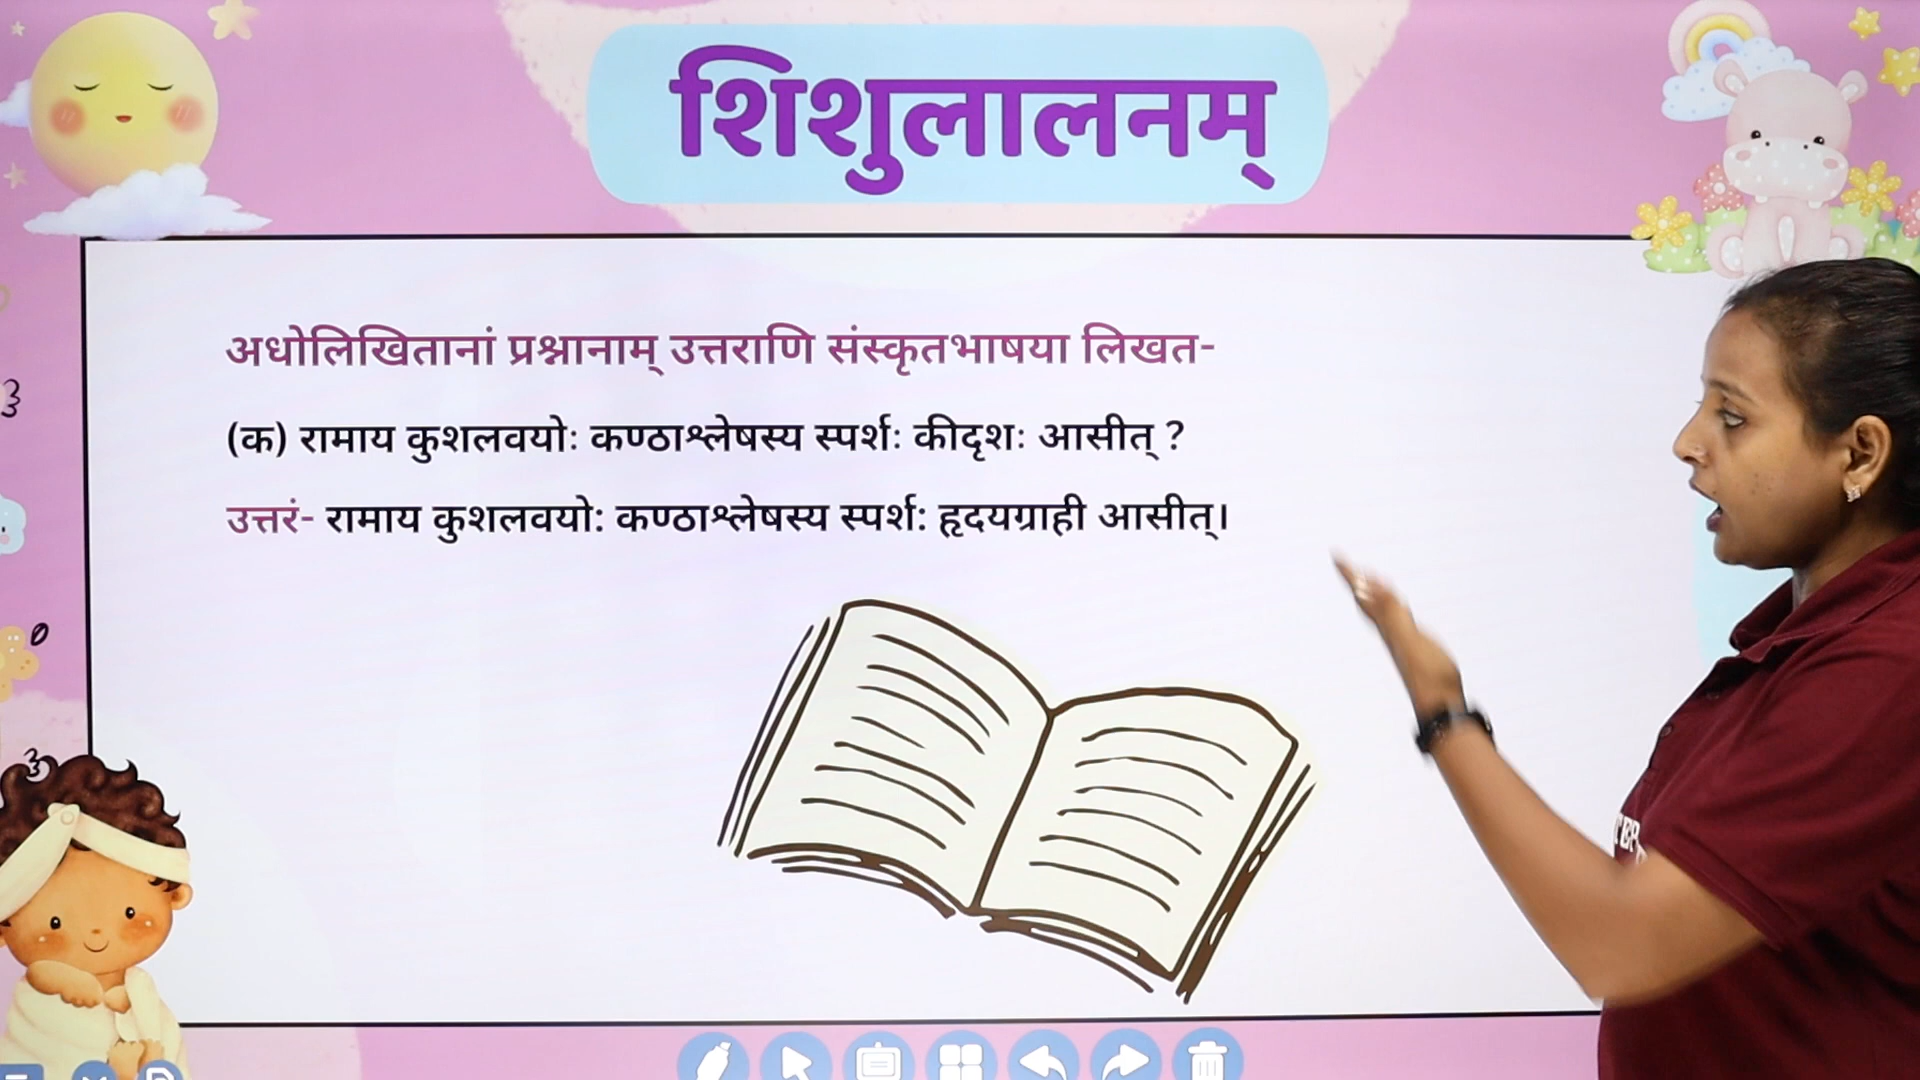 शिशुलालनम्
अधोलिखितानां प्रश्नानाम् उत्तराणि संस्कृतभाषया लिखत-
(क) रामाय कुशलवयोः कण्ठाश्लेषस्य स्पर्शः कीदृशः आसीत् ?
उत्तरं- रामाय कुशलवयो: कण्ठाश्लेषस्य स्पर्श: हृदयग्राही आसीत्।